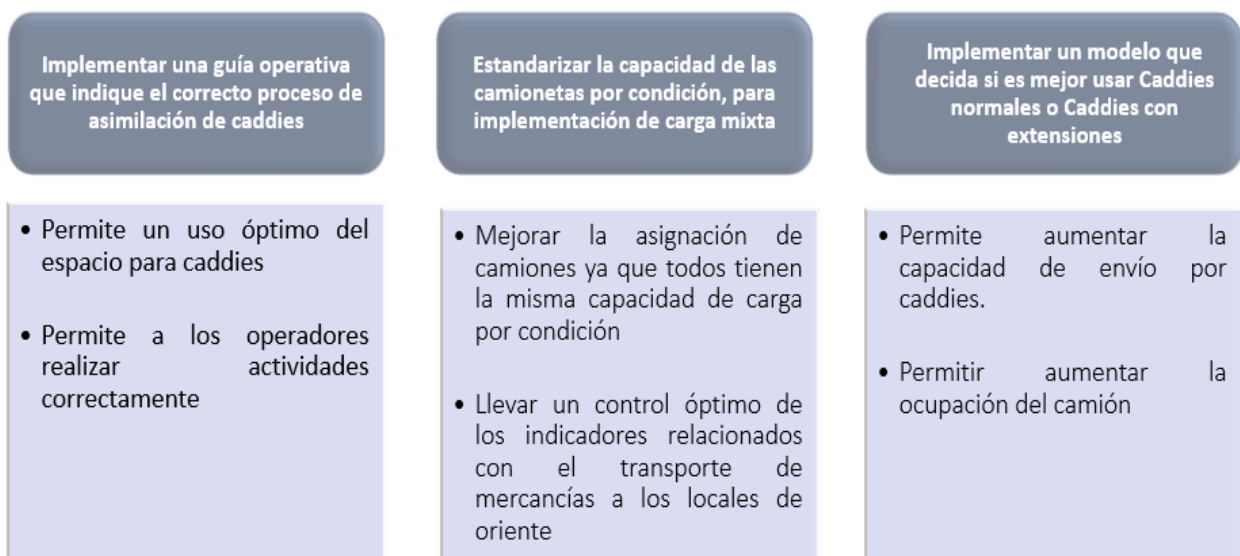 Implementar una guía operativa
que indique el correcto proceso de
asimilación de caddies
• Permite un uso óptimo del
espacio para caddies
• Permite a los operadores
realizar actividades
correctamente
Estandarizar la capacidad de las
camionetas por condición, para
implementación de carga mixta
• Mejorar la asignación de
camiones ya que todos tienen
la misma capacidad de carga
por condición
• Llevar un control óptimo de
los indicadores relacionados
con el transporte de
mercancías a los locales de
oriente
Implementar un modelo que
decida si es mejor usar Caddies
normales o Caddies con
extensiones
• Permite aumentar la
capacidad de envío por
caddies.
• Permitir aumentar la
ocupación del camión